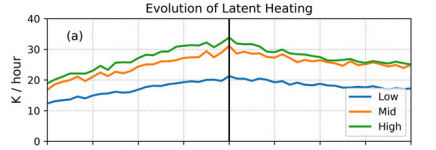 Evolution of Latent Heating
40
(a)
30
K / hour
20
10
0
Low
Mid
High